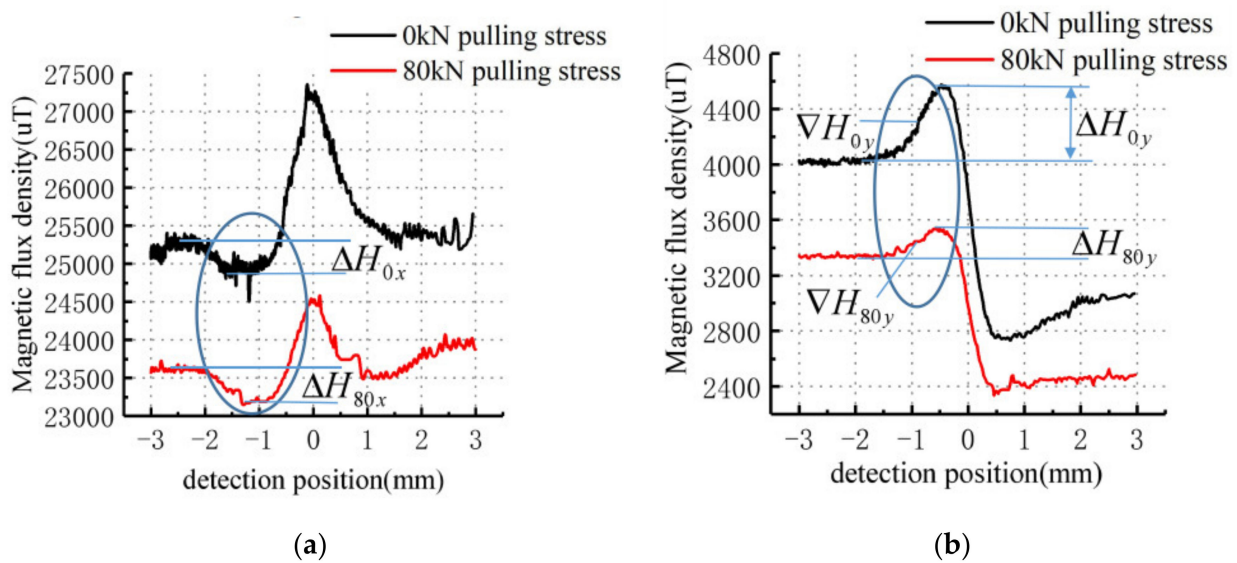 0kN pulling stress
80kN pulling stress
Magnetic flux density(uT)
27500
27000
26500
26000
25500
25000
24500
24000
23500
23000
ΔH0x
ΔH80x
-3 -2 -1 0 1 2 3
detection position(mm)
(a)
0kN pulling stress
80kN pulling stress
Magnetic flux density(uT)
4800
4400
4000
3600
3200
2800
2400
∇H0y
ΔH0y
ΔH80y
∇H80y
-3 -2 -1 0 1 2 3
detection position(mm)
(b)